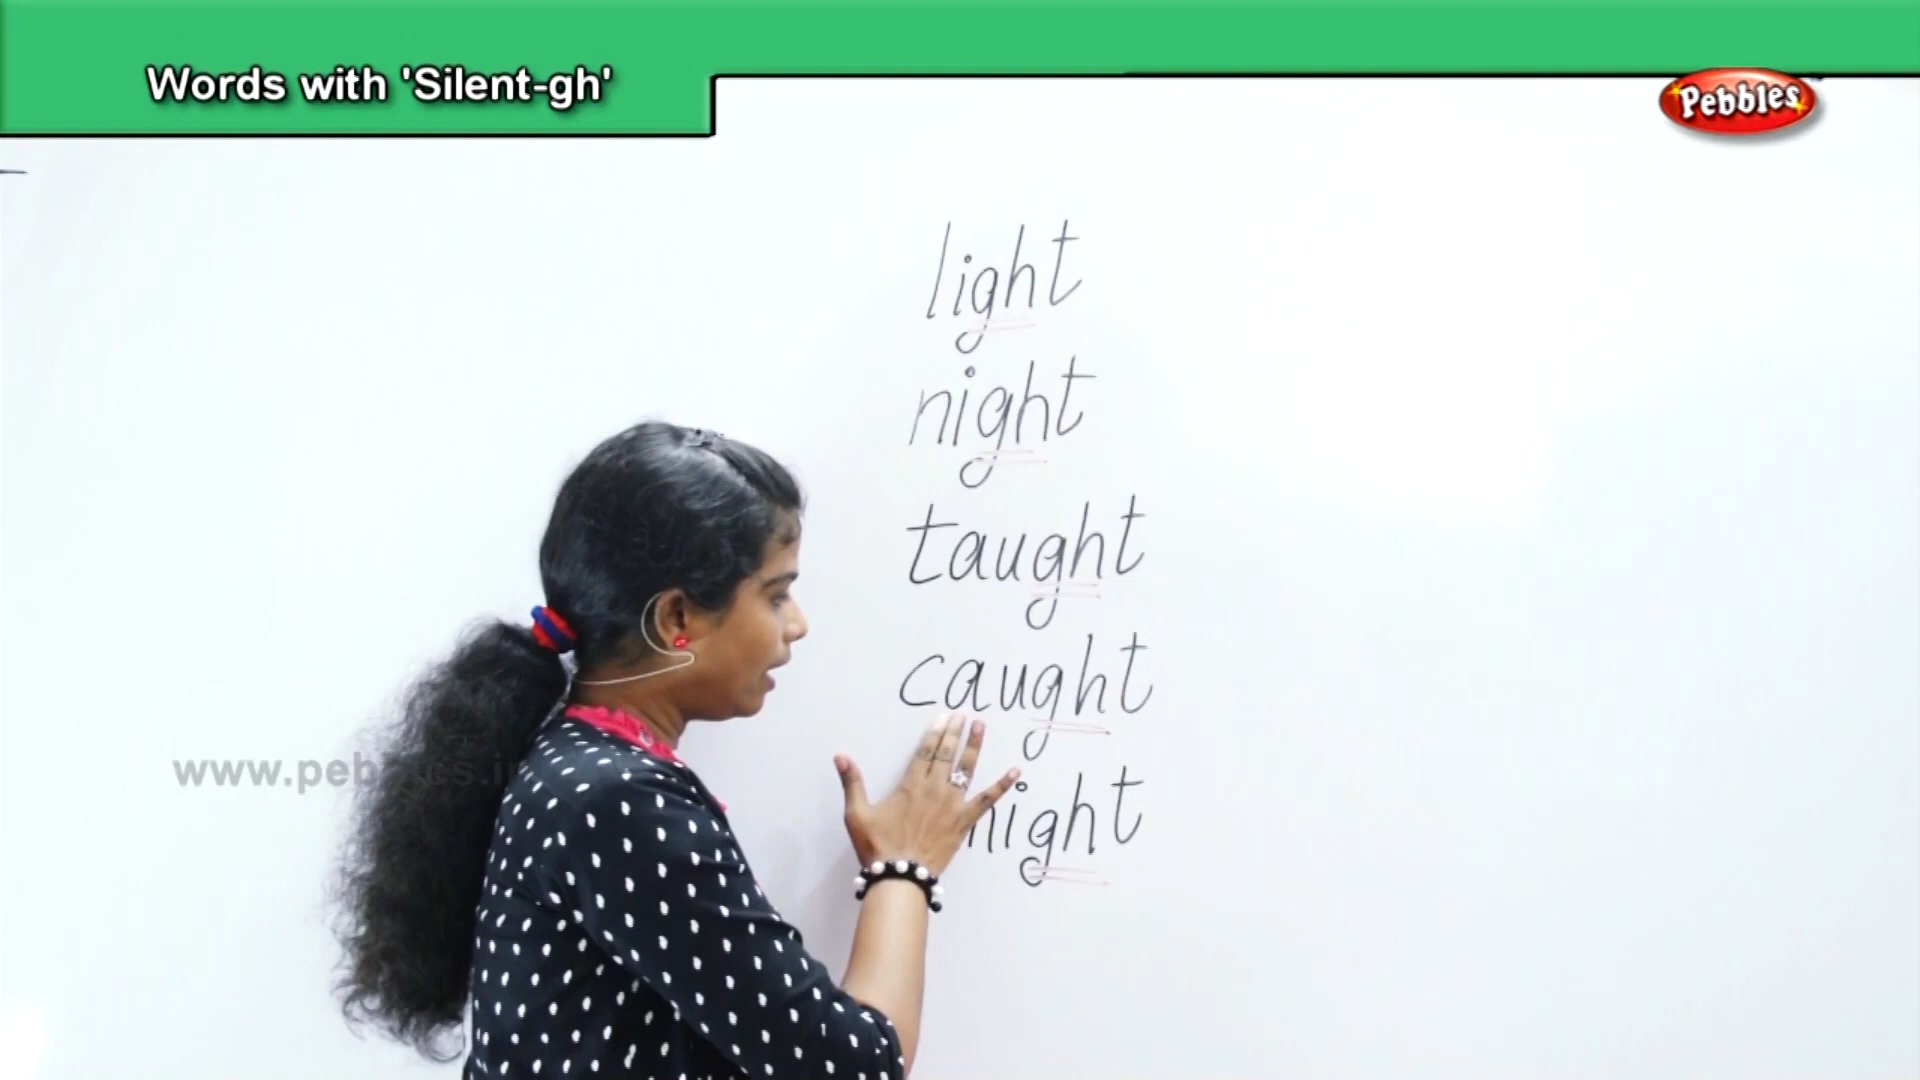 Words with 'Silent-gh'
Pebbles
light
night
taught
caught